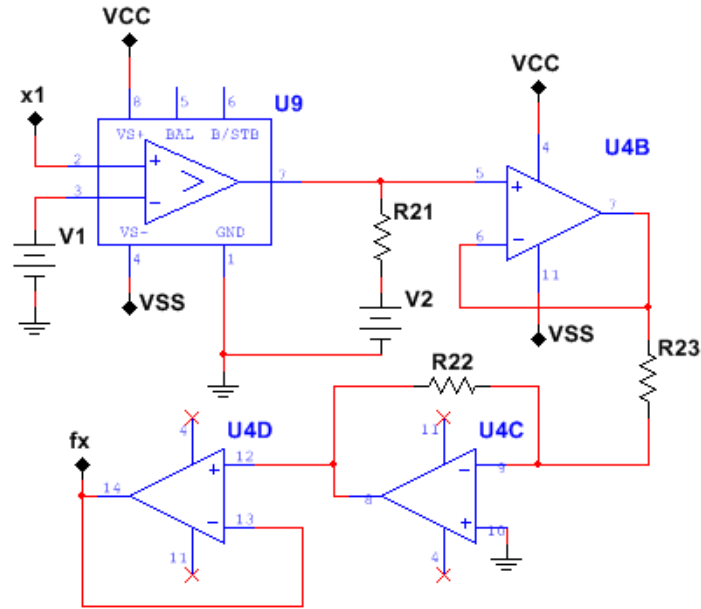 VCC
x1
8
5
6
U9
VS+ BAL B/STB
2
+
7
3
-
V1
VS- GND
4
1
VSS
R21
V2
VCC
4
U4B
5
+
7
6
-
11
VSS
R23
R22
fx
4
U4D
12
+
14
-
13
11
11
U4C
-
9
8
+
10
4